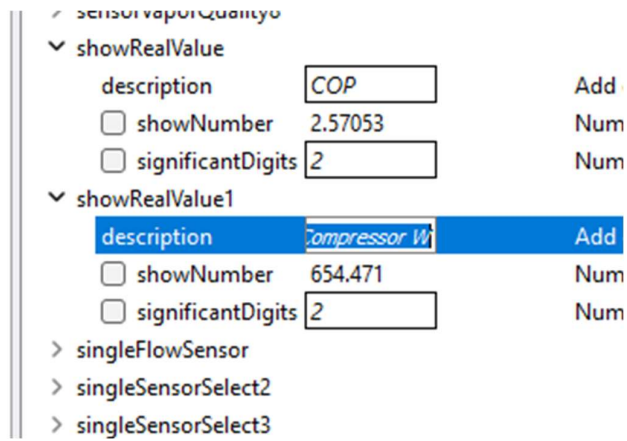 sensorVaporQuality6
showRealValue
description COP Add
showNumber 2.57053 Num
significantDigits 2 Num
showRealValue1
description Compressor W Add
showNumber 654.471 Num
significantDigits 2 Num
singleFlowSensor
singleSensorSelect2
singleSensorSelect3